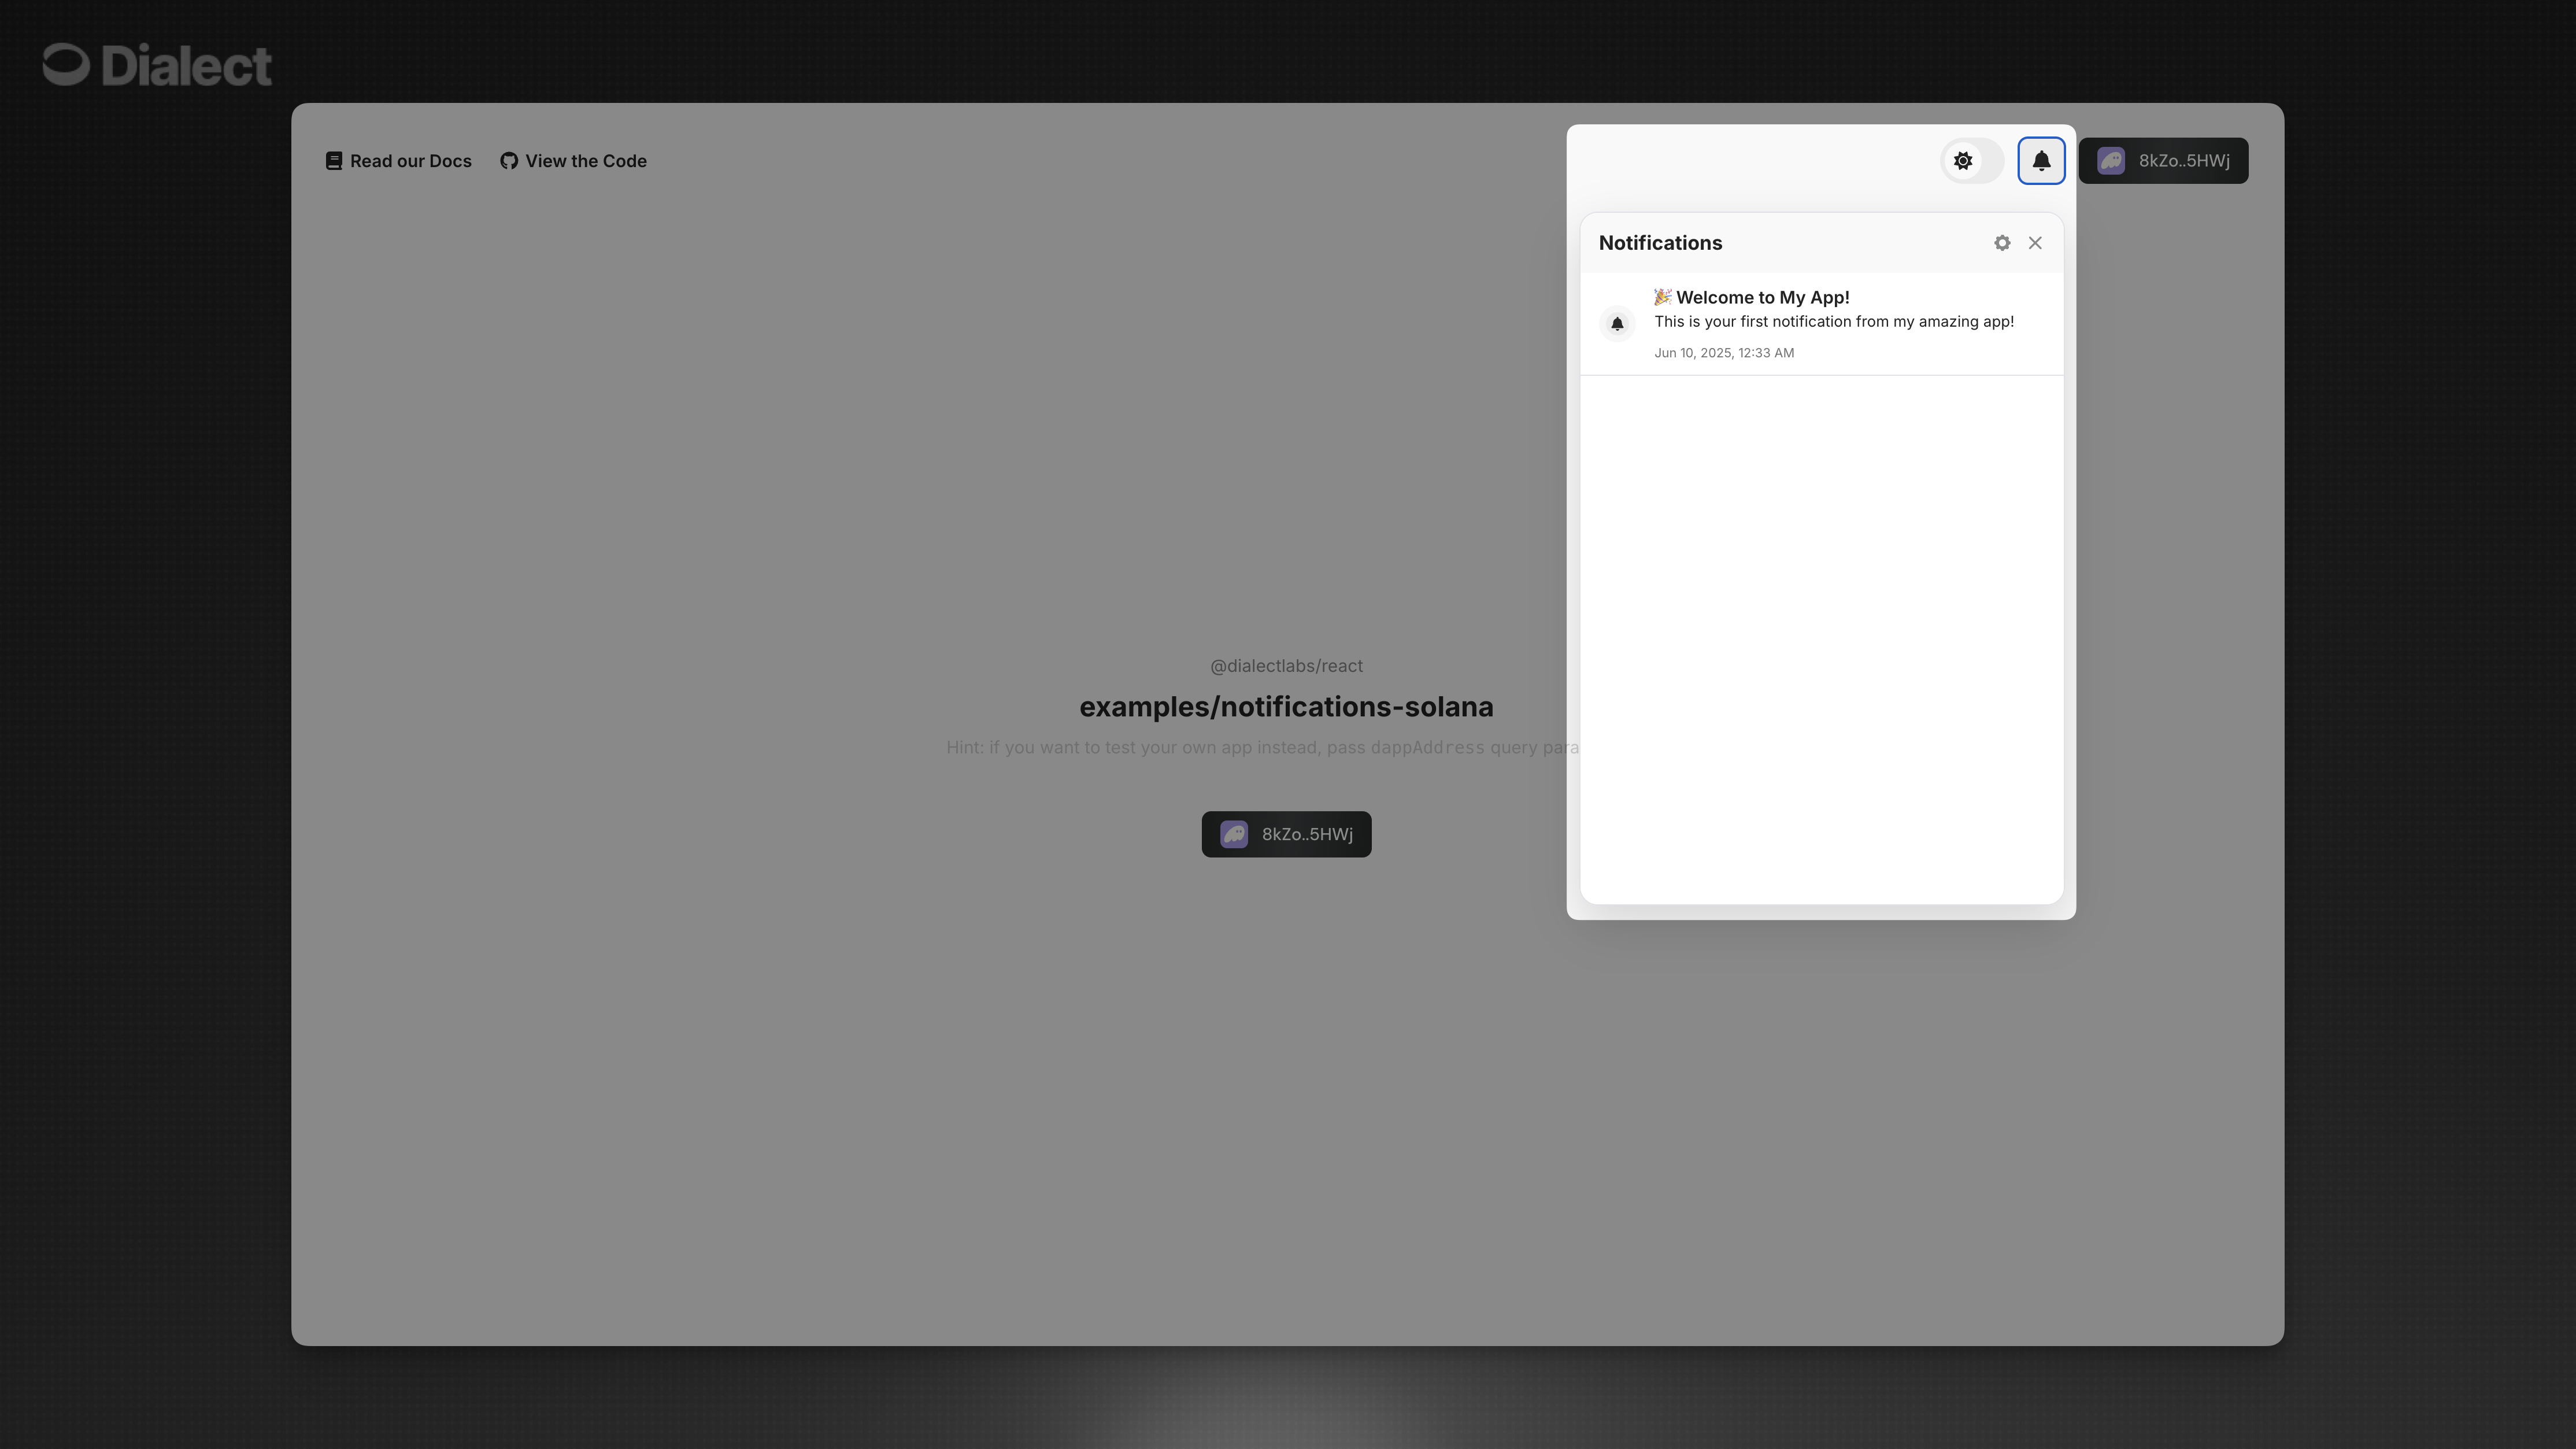 Dialect
Read our Docs
View the Code
8kZo..5HWj
Notifications
🎉 Welcome to My App!
This is your first notification from my amazing app!
Jun 10, 2025, 12:33 AM
@dialectlabs/react
examples/notifications-solana
Hint: if you want to test your own app instead, pass dappAddress query para
8kZo..5HWj